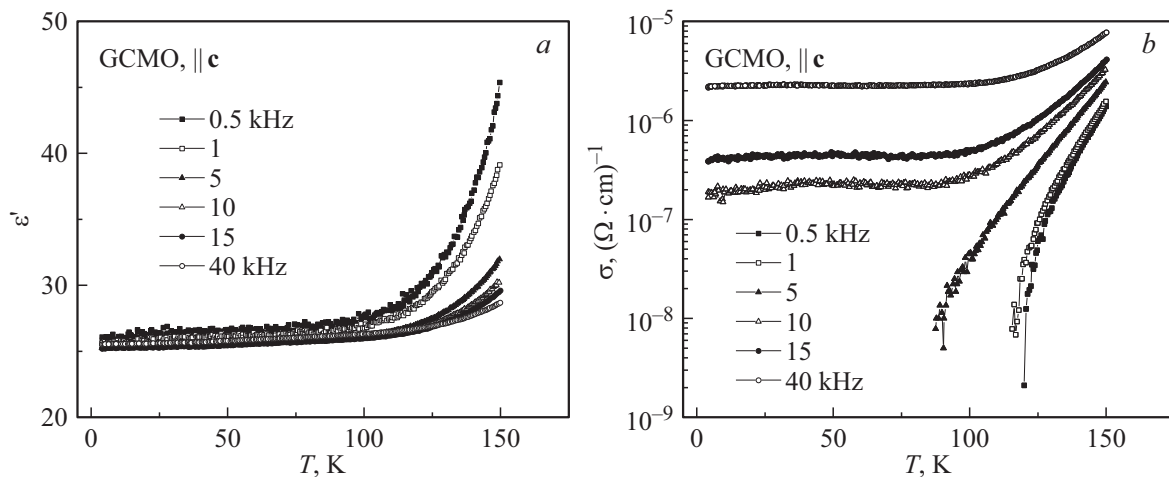 50
40
30
20
ε'
GCMO, || c
a
0.5 kHz
1
5
10
15
40 kHz
0
50
100
150
T, K
10⁻⁵
10⁻⁶
10⁻⁷
10⁻⁸
10⁻⁹
σ, (Ω · cm)⁻¹
GCMO, || c
b
0.5 kHz
1
5
10
15
40 kHz
0
50
100
150
T, K